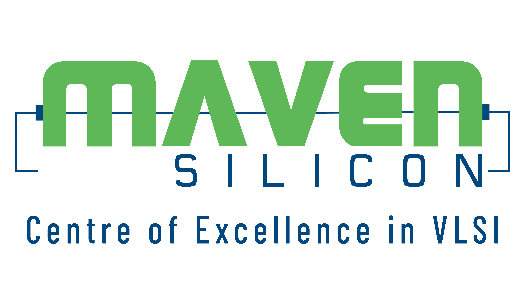 MAVEN
SILICON
Centre of Excellence in VLSI